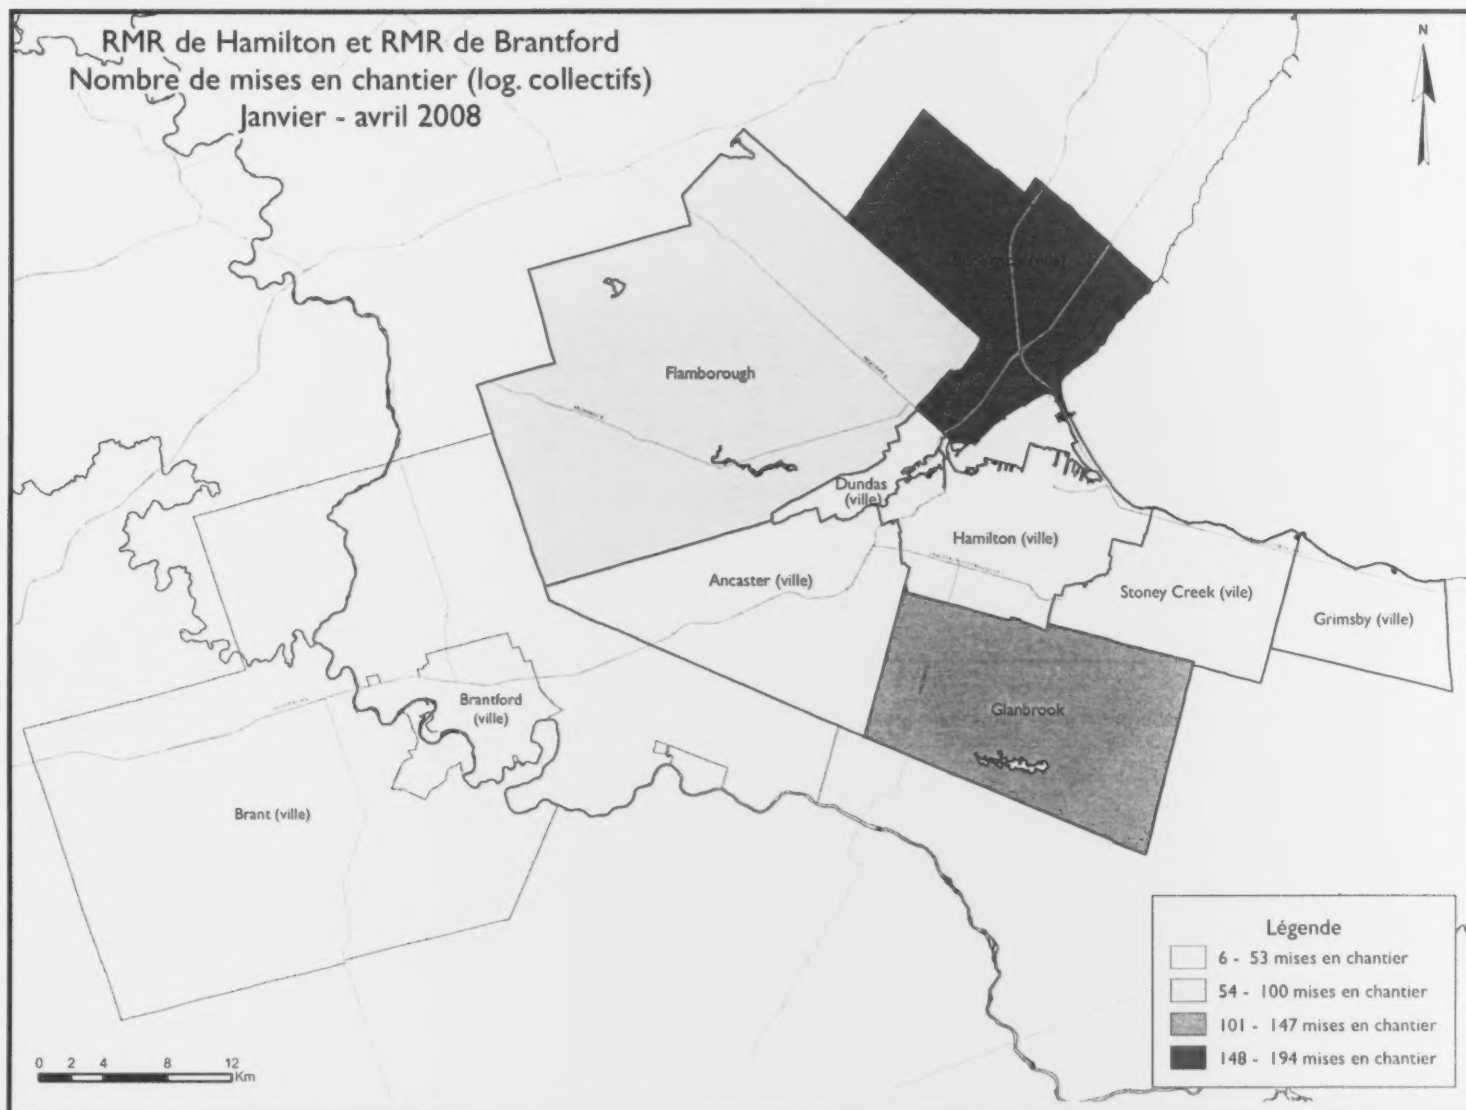 RMR de Hamilton et RMR de Brantford
Nombre de mises en chantier (log. collectifs)
Janvier - avril 2008
N
Flamborough
Dundas
(ville)
Hamilton (ville)
Ancaster (ville)
Stoney Creek (vile)
Grimsby (ville)
Brantford
(ville)
Glanbrook
Brant (ville)
Légende
6 - 53 mises en chantier
54 - 100 mises en chantier
101 - 147 mises en chantier
148 - 194 mises en chantier
0 2 4 8 12
Km